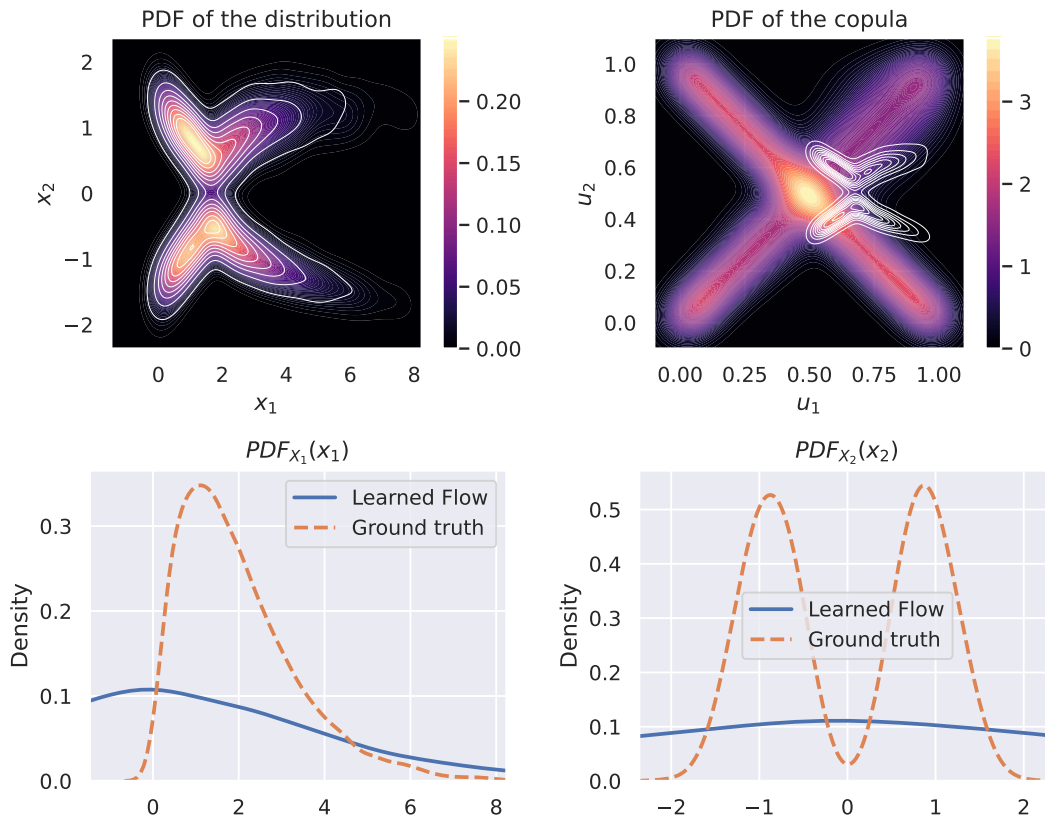 PDF of the distribution
2
1
0
−1
−2
x2
0 2 4 6 8
x1
0.20
0.15
0.10
0.05
0.00
PDF of the copula
1.0
0.8
0.6
0.4
0.2
0.0
u2
0.00 0.25 0.50 0.75 1.00
u1
3
2
1
0
PDF_{X1}(x1)
Learned Flow
Ground truth
0.3
0.2
0.1
0.0
Density
0 2 4 6 8
PDF_{X2}(x2)
Learned Flow
Ground truth
0.5
0.4
0.3
0.2
0.1
0.0
Density
−2 −1 0 1 2